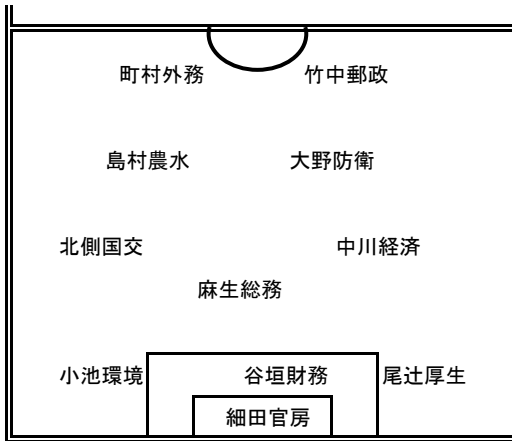 町村外務 竹中郵政
島村農水 大野防衛
北側国交 中川経済
麻生総務
小池環境 谷垣財務 尾辻厚生
細田官房